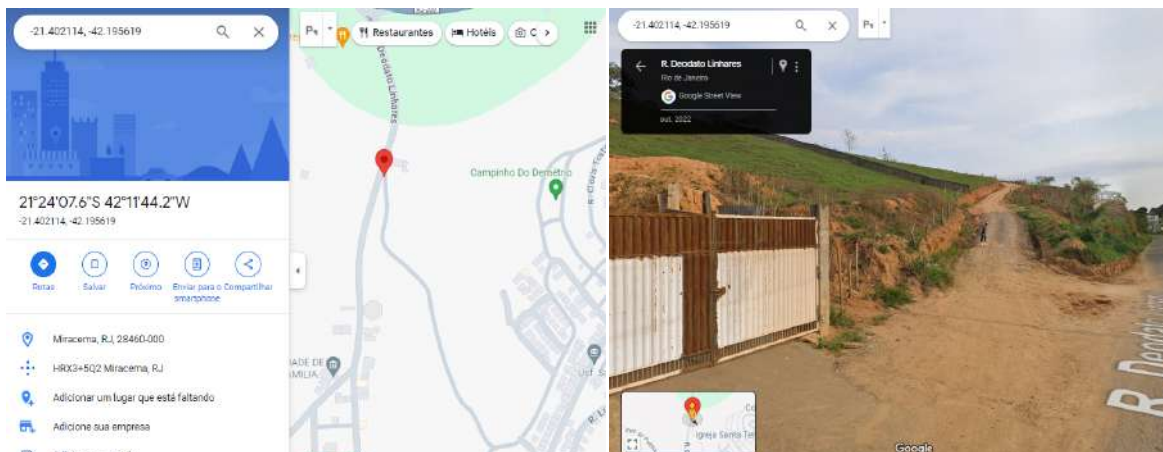 -21.402114, -42.195619
21°24'07.6"S 42°11'44.2"W
-21.402114, -42.195619
Rotas
Salvar
Próximo
Enviar para o smartphone
Compartilhar
Miracema, RJ, 28460-000
HRX3+5Q2 Miracema, RJ
Adicionar um lugar que está faltando
Adicione sua empresa
Restaurantes
Hotéis
Deodato Linhares
Campinho Do Demétrio
-21.402114, -42.195619
R. Deodato Linhares
Rio de Janeiro
Google Street View
out. 2022
Igreja Santa Te
Google
R. Deodato